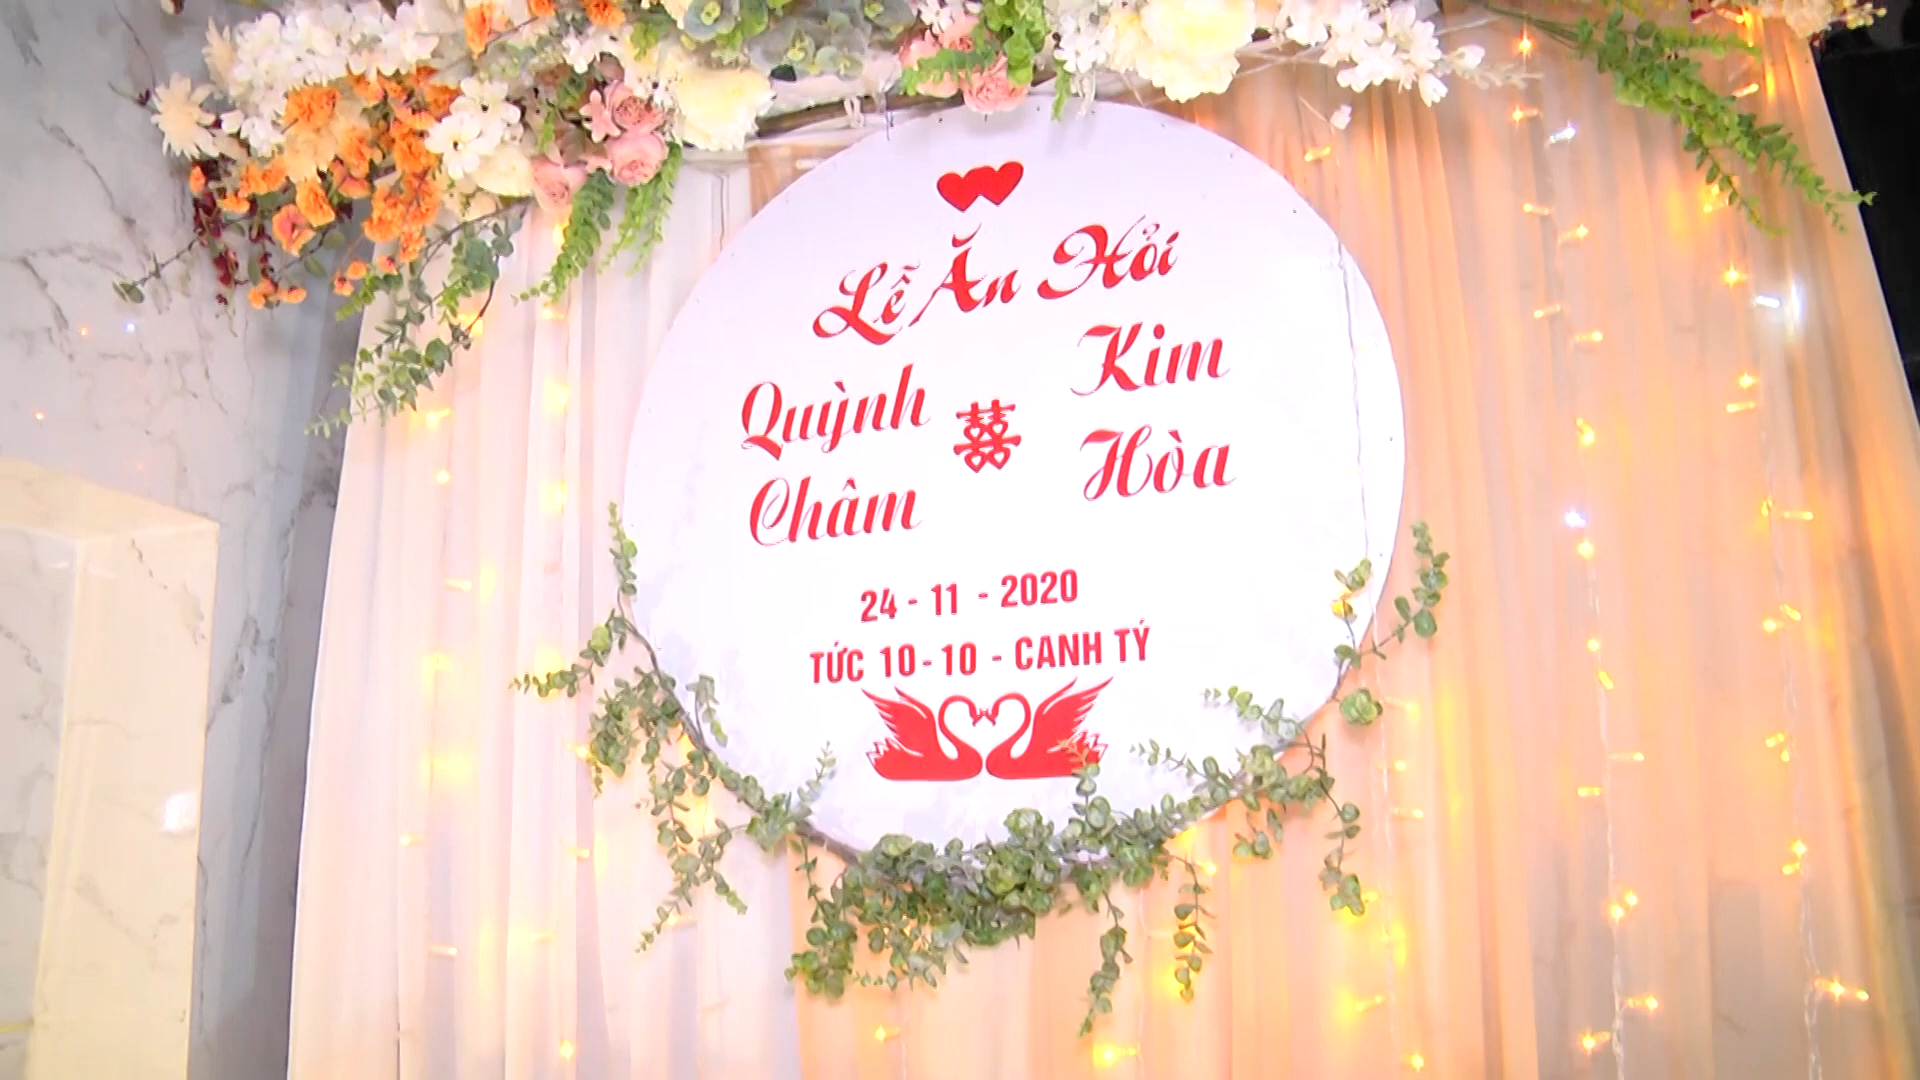 Lễ Ăn Hỏi
Quỳnh Châm
囍
Kim Hòa
24 - 11 - 2020
TỨC 10 - 10 - CANH TÝ